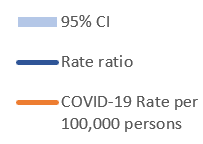 95% CI
Rate ratio
COVID-19 Rate per
100,000 persons